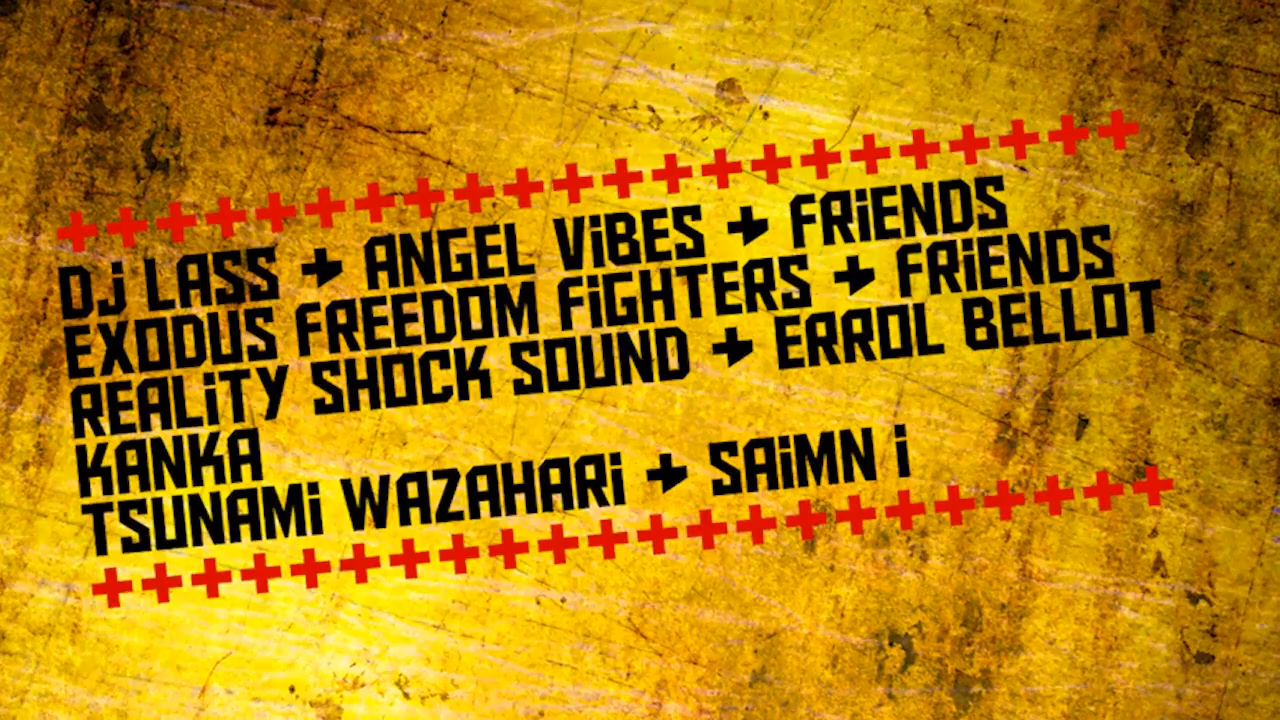 ++++++++++++++++++++++
Dj LASS + ANGEL ViBES + FRiENDS
EXODUS FREEDOM FiGHTERS + FRiENDS
REALiTY SHOCK SOUND + ERROL BELLOT
KANKA
TSUNAMi WAZAHARi + SAiMN i
++++++++++++++++++++++